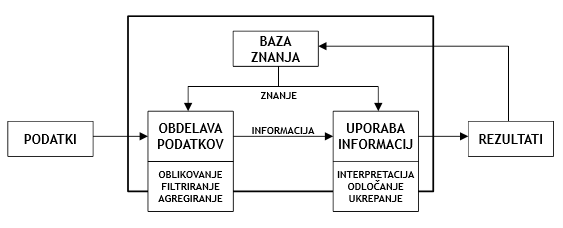 BAZA
ZNANJA
ZNANJE
PODATKI
OBDELAVA
PODATKOV
INFORMACIJA
UPORABA
INFORMACIJ
REZULTATI
OBLIKOVANJE
FILTRIRANJE
AGREGIRANJE
INTERPRETACIJA
ODLOČANJE
UKREPANJE